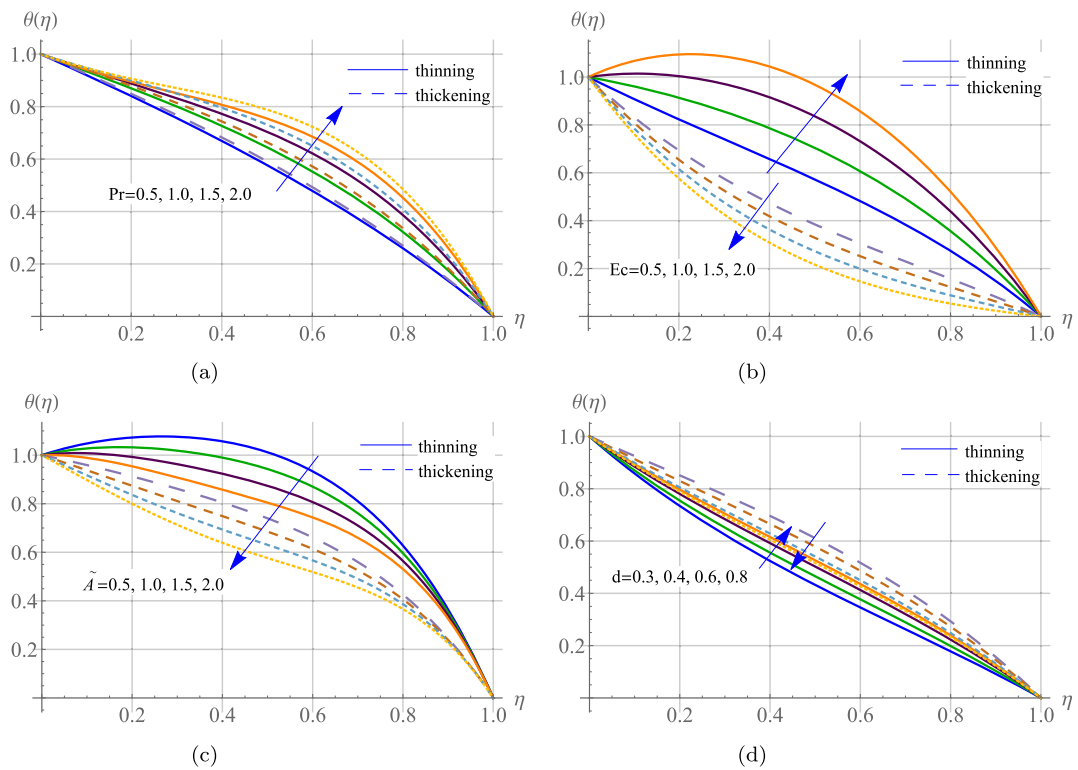 θ(η)
1.0
0.8
0.6
0.4
0.2
thinning
thickening
Pr=0.5, 1.0, 1.5, 2.0
0.2 0.4 0.6 0.8 1.0 η
(a)
θ(η)
1.0
0.8
0.6
0.4
0.2
thinning
thickening
Ec=0.5, 1.0, 1.5, 2.0
0.2 0.4 0.6 0.8 1.0 η
(b)
θ(η)
1.0
0.8
0.6
0.4
0.2
thinning
thickening
Ã=0.5, 1.0, 1.5, 2.0
0.2 0.4 0.6 0.8 1.0 η
(c)
θ(η)
1.0
0.8
0.6
0.4
0.2
thinning
thickening
d=0.3, 0.4, 0.6, 0.8
0.2 0.4 0.6 0.8 1.0 η
(d)